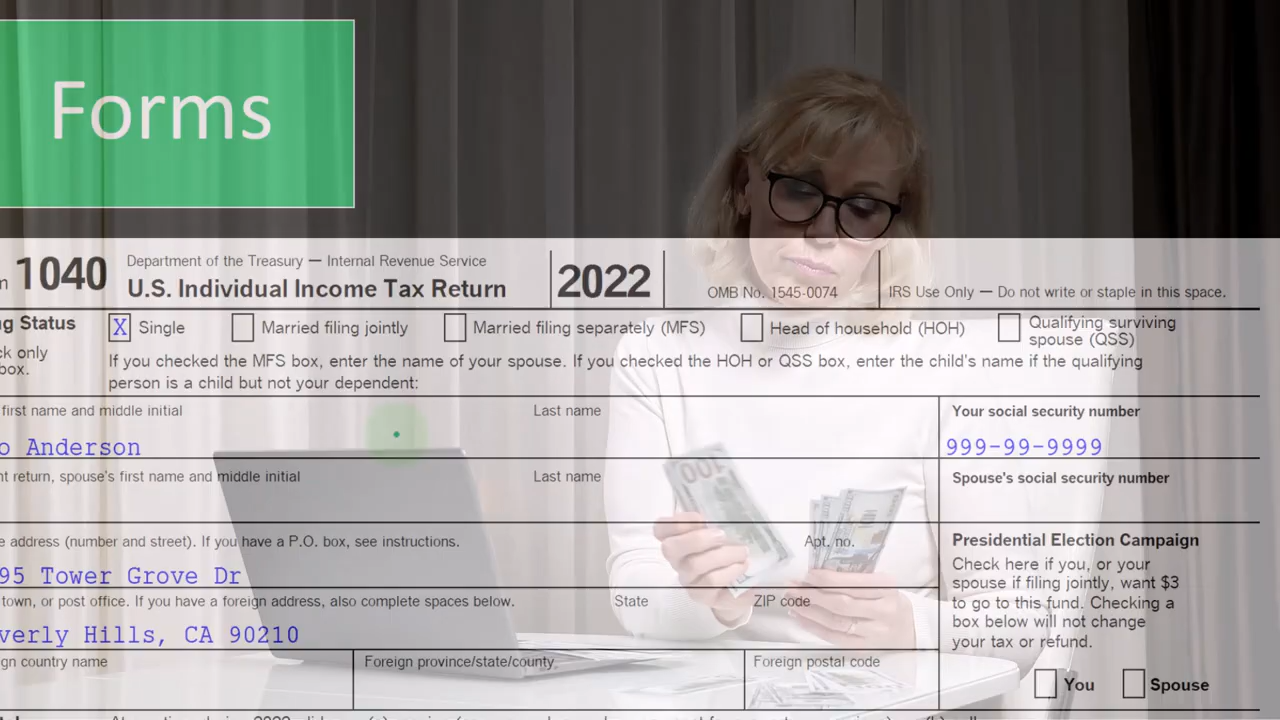 Forms
1040
Department of the Treasury — Internal Revenue Service
U.S. Individual Income Tax Return
2022
OMB No. 1545-0074
IRS Use Only — Do not write or staple in this space.
g Status
X Single
Married filing jointly
Married filing separately (MFS)
Head of household (HOH)
Qualifying surviving
spouse (QSS)
ck only
box.
If you checked the MFS box, enter the name of your spouse. If you checked the HOH or QSS box, enter the child's name if the qualifying
person is a child but not your dependent:
first name and middle initial
Last name
Your social security number
o Anderson
999-99-9999
nt return, spouse's first name and middle initial
Last name
Spouse's social security number
e address (number and street). If you have a P.O. box, see instructions.
Apt. no.
95 Tower Grove Dr
town, or post office. If you have a foreign address, also complete spaces below.
State
ZIP code
verly Hills, CA 90210
gn country name
Foreign province/state/county
Foreign postal code
Presidential Election Campaign
Check here if you, or your
spouse if filing jointly, want $3
to go to this fund. Checking a
box below will not change
your tax or refund.
You
Spouse
100